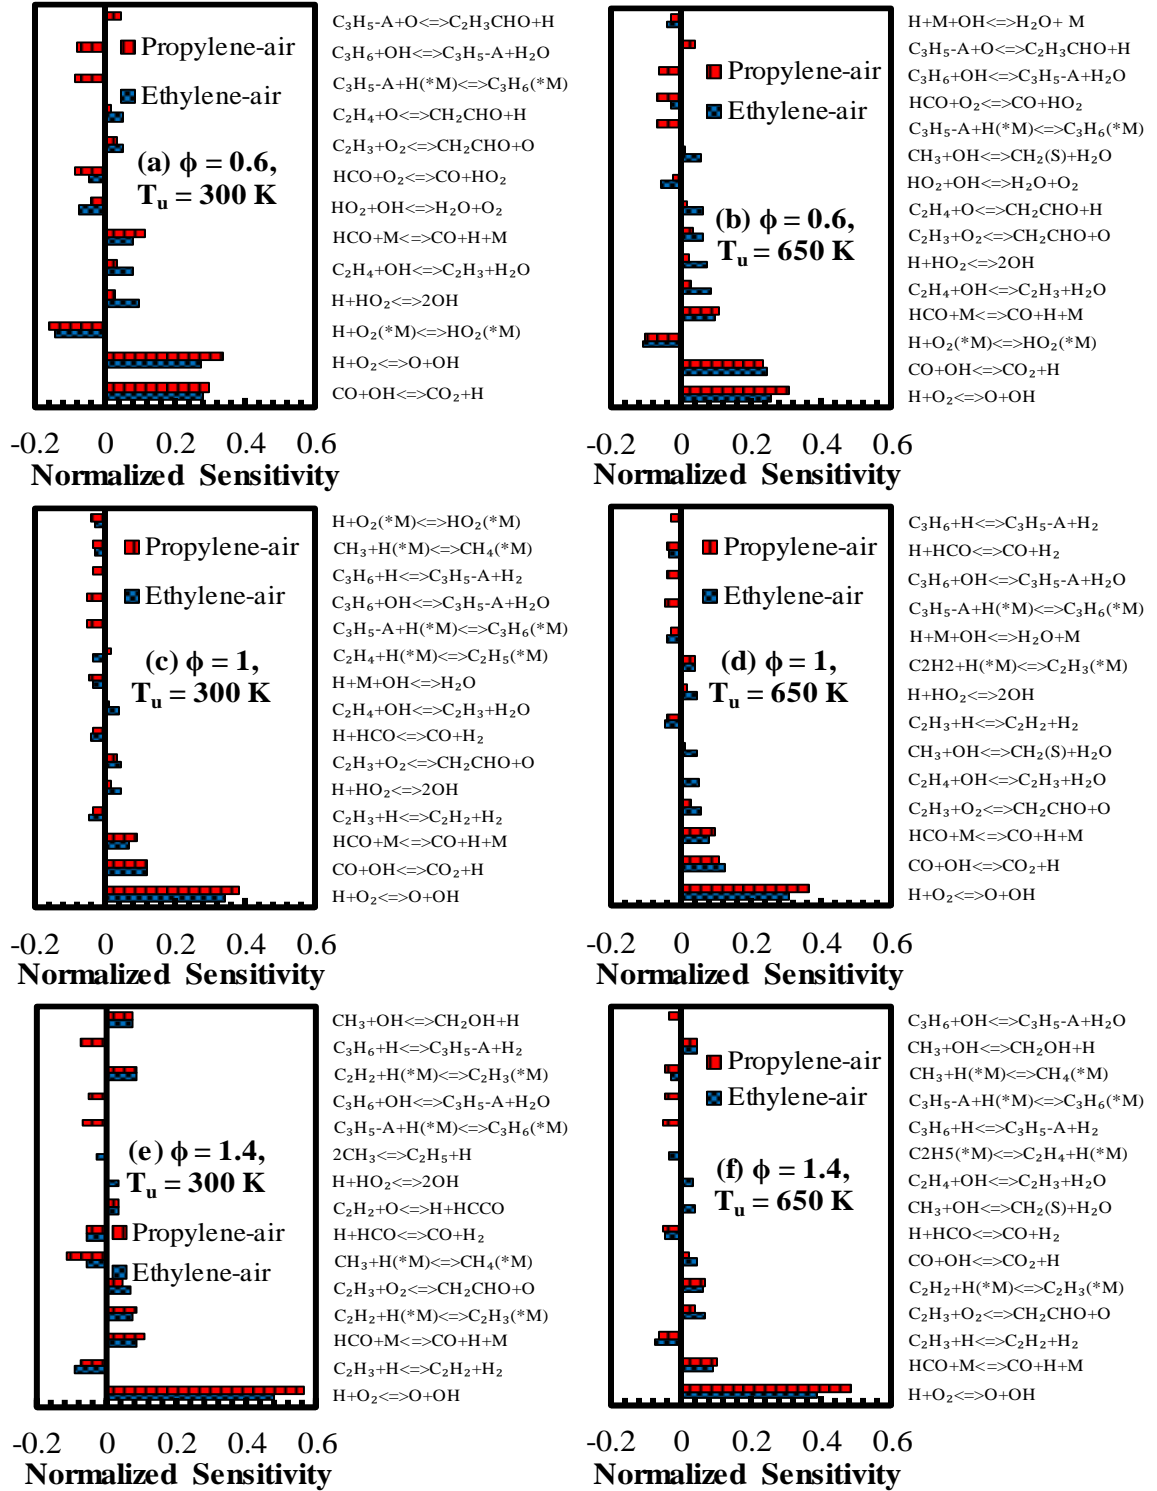 C₃H₅-A+O<=>C₂H₃CHO+H
C₃H₆+OH<=>C₃H₅-A+H₂O
C₃H₅-A+H(*M)<=>C₃H₆(*M)
C₂H₄+O<=>CH₂CHO+H
C₂H₃+O₂<=>CH₂CHO+O
HCO+O₂<=>CO+HO₂
HO₂+OH<=>H₂O+O₂
HCO+M<=>CO+H+M
C₂H₄+OH<=>C₂H₃+H₂O
H+HO₂<=>2OH
H+O₂(*M)<=>HO₂(*M)
H+O₂<=>O+OH
CO+OH<=>CO₂+H
Propylene-air
Ethylene-air
(a) ϕ = 0.6,
Tᵤ = 300 K
-0.2 0 0.2 0.4 0.6
Normalized Sensitivity
H+M+OH<=>H₂O+ M
C₃H₅-A+O<=>C₂H₃CHO+H
C₃H₆+OH<=>C₃H₅-A+H₂O
HCO+O₂<=>CO+HO₂
C₃H₅-A+H(*M)<=>C₃H₆(*M)
CH₃+OH<=>CH₂(S)+H₂O
HO₂+OH<=>H₂O+O₂
C₂H₄+O<=>CH₂CHO+H
C₂H₃+O₂<=>CH₂CHO+O
H+HO₂<=>2OH
C₂H₄+OH<=>C₂H₃+H₂O
HCO+M<=>CO+H+M
H+O₂(*M)<=>HO₂(*M)
CO+OH<=>CO₂+H
H+O₂<=>O+OH
Propylene-air
Ethylene-air
(b) ϕ = 0.6,
Tᵤ = 650 K
-0.2 0 0.2 0.4 0.6
Normalized Sensitivity
H+O₂(*M)<=>HO₂(*M)
CH₃+H(*M)<=>CH₄(*M)
C₃H₆+H<=>C₃H₅-A+H₂
C₃H₆+OH<=>C₃H₅-A+H₂O
C₃H₅-A+H(*M)<=>C₃H₆(*M)
C₂H₄+H(*M)<=>C₂H₅(*M)
H+M+OH<=>H₂O
C₂H₄+OH<=>C₂H₃+H₂O
H+HCO<=>CO+H₂
C₂H₃+O₂<=>CH₂CHO+O
H+HO₂<=>2OH
C₂H₃+H<=>C₂H₂+H₂
HCO+M<=>CO+H+M
CO+OH<=>CO₂+H
H+O₂<=>O+OH
Propylene-air
Ethylene-air
(c) ϕ = 1,
Tᵤ = 300 K
-0.2 0 0.2 0.4 0.6
Normalized Sensitivity
C₃H₆+H<=>C₃H₅-A+H₂
H+HCO<=>CO+H₂
C₃H₆+OH<=>C₃H₅-A+H₂O
C₃H₅-A+H(*M)<=>C₃H₆(*M)
H+M+OH<=>H₂O+M
C2H2+H(*M)<=>C₂H₃(*M)
H+HO₂<=>2OH
C₂H₃+H<=>C₂H₂+H₂
CH₃+OH<=>CH₂(S)+H₂O
C₂H₄+OH<=>C₂H₃+H₂O
C₂H₃+O₂<=>CH₂CHO+O
HCO+M<=>CO+H+M
CO+OH<=>CO₂+H
H+O₂<=>O+OH
Propylene-air
Ethylene-air
(d) ϕ = 1,
Tᵤ = 650 K
-0.2 0 0.2 0.4 0.6
Normalized Sensitivity
CH₃+OH<=>CH₂OH+H
C₃H₆+H<=>C₃H₅-A+H₂
C₂H₂+H(*M)<=>C₂H₃(*M)
C₃H₆+OH<=>C₃H₅-A+H₂O
C₃H₅-A+H(*M)<=>C₃H₆(*M)
2CH₃<=>C₂H₅+H
H+HO₂<=>2OH
C₂H₂+O<=>H+HCCO
H+HCO<=>CO+H₂
CH₃+H(*M)<=>CH₄(*M)
C₂H₃+O₂<=>CH₂CHO+O
C₂H₂+H(*M)<=>C₂H₃(*M)
HCO+M<=>CO+H+M
C₂H₃+H<=>C₂H₂+H₂
H+O₂<=>O+OH
(e) ϕ = 1.4,
Tᵤ = 300 K
Propylene-air
Ethylene-air
-0.2 0 0.2 0.4 0.6
Normalized Sensitivity
C₃H₆+OH<=>C₃H₅-A+H₂O
CH₃+OH<=>CH₂OH+H
CH₃+H(*M)<=>CH₄(*M)
C₃H₅-A+H(*M)<=>C₃H₆(*M)
C₃H₆+H<=>C₃H₅-A+H₂
C2H5(*M)<=>C₂H₄+H(*M)
C₂H₄+OH<=>C₂H₃+H₂O
CH₃+OH<=>CH₂(S)+H₂O
H+HCO<=>CO+H₂
CO+OH<=>CO₂+H
C₂H₂+H(*M)<=>C₂H₃(*M)
C₂H₃+O₂<=>CH₂CHO+O
C₂H₃+H<=>C₂H₂+H₂
HCO+M<=>CO+H+M
H+O₂<=>O+OH
Propylene-air
Ethylene-air
(f) ϕ = 1.4,
Tᵤ = 650 K
-0.2 0 0.2 0.4 0.6
Normalized Sensitivity